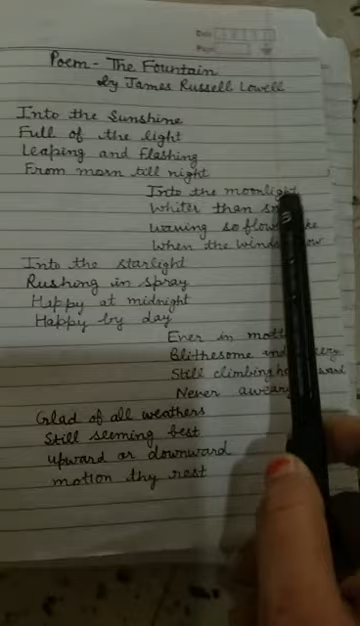 Date
Page
Poem - The Fountain
by James Russell Lowell
Into the Sunshine
Full of the light
Leaping and Flashing
From morn till night
Into the moonlight
Whiter than
waving so
when the
Into the starlight
Rushing in spray
Happy at midnight
Happy by day
Ever in
Blithesome and
Still climbing
Never aweary
Glad of all weathers
Still seeming best
upward or downward
motion thy rest